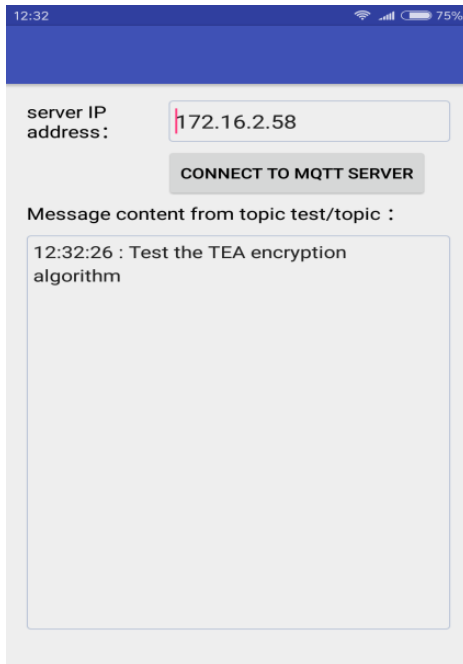 12:32 75%
server IP
address：
172.16.2.58
CONNECT TO MQTT SERVER
Message content from topic test/topic：
12:32:26 : Test the TEA encryption
algorithm